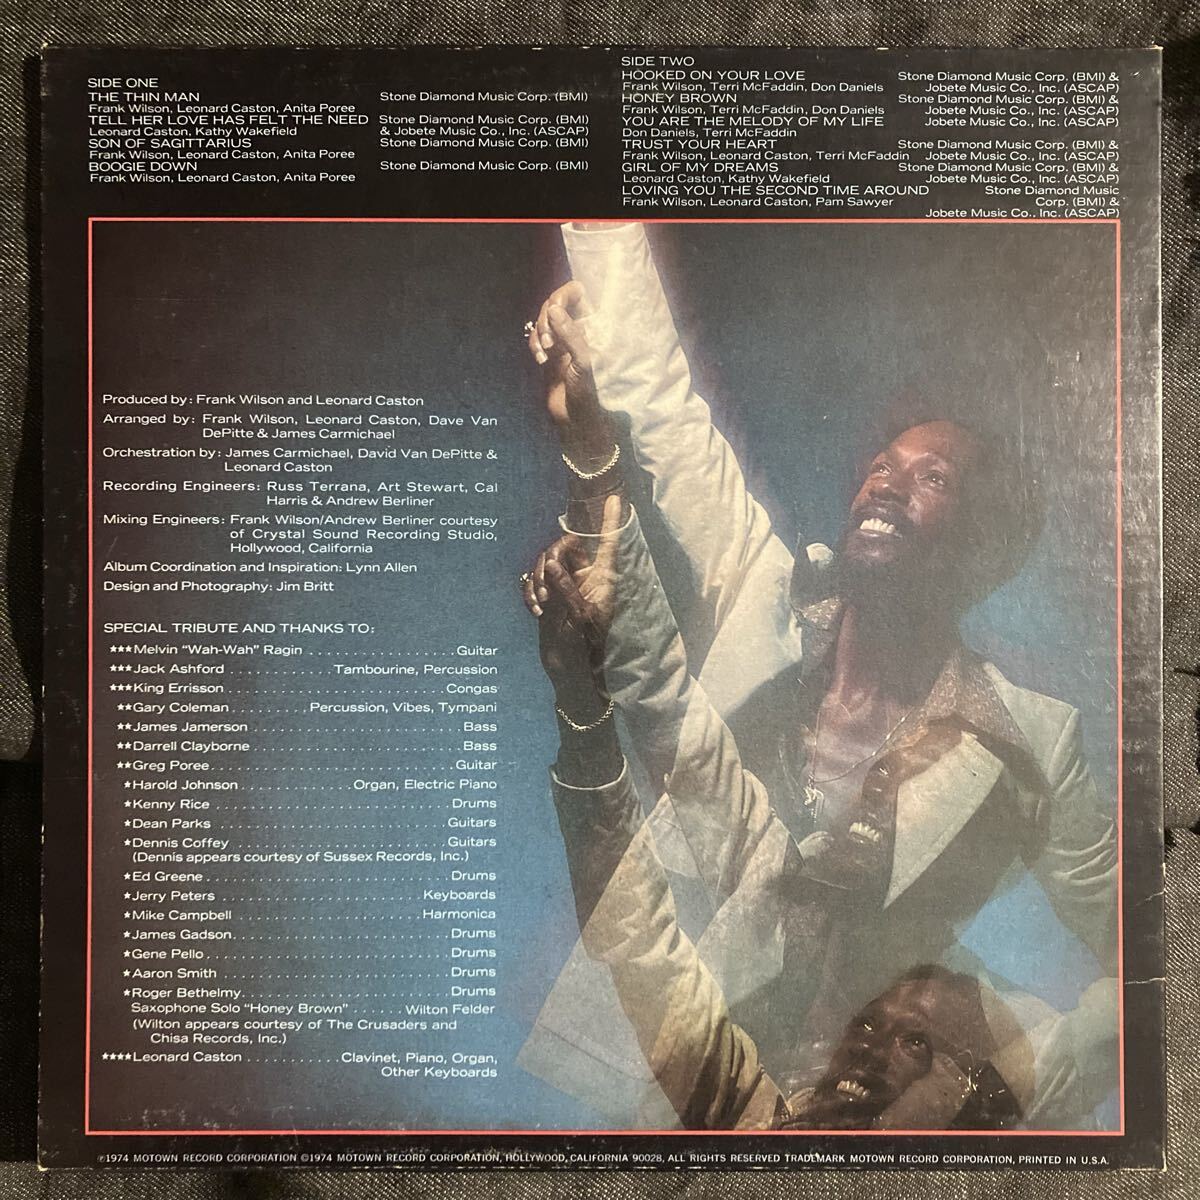 SIDE ONE
THE THIN MAN Stone Diamond Music Corp. (BMI)
Frank Wilson, Leonard Caston, Anita Poree
TELL HER LOVE HAS FELT THE NEED Stone Diamond Music Corp. (BMI)
Leonard Caston, Kathy Wakefield & Jobete Music Co., Inc. (ASCAP)
SON OF SAGITTARIUS Stone Diamond Music Corp. (BMI)
Frank Wilson, Leonard Caston, Anita Poree
BOOGIE DOWN Stone Diamond Music Corp. (BMI)
Frank Wilson, Leonard Caston, Anita Poree
SIDE TWO
HOOKED ON YOUR LOVE Stone Diamond Music Corp. (BMI) &
Frank Wilson, Terri McFaddin, Don Daniels Jobete Music Co., Inc. (ASCAP)
HONEY BROWN Stone Diamond Music Corp. (BMI) &
Frank Wilson, Terri McFaddin, Don Daniels Jobete Music Co., Inc. (ASCAP)
YOU ARE THE MELODY OF MY LIFE Jobete Music Co., Inc. (ASCAP)
Don Daniels, Terri McFaddin
TRUST YOUR HEART Stone Diamond Music Corp. (BMI) &
Frank Wilson, Leonard Caston, Terri McFaddin Jobete Music Co., Inc. (ASCAP)
GIRL OF MY DREAMS Stone Diamond Music Corp. (BMI) &
Leonard Caston, Kathy Wakefield Jobete Music Co., Inc. (ASCAP)
LOVING YOU THE SECOND TIME AROUND Stone Diamond Music
Frank Wilson, Leonard Caston, Pam Sawyer Corp. (BMI) &
Jobete Music Co., Inc. (ASCAP)
Produced by: Frank Wilson and Leonard Caston
Arranged by: Frank Wilson, Leonard Caston, Dave Van
DePitte & James Carmichael
Orchestration by: James Carmichael, David Van DePitte &
Leonard Caston
Recording Engineers: Russ Terrana, Art Stewart, Cal
Harris & Andrew Berliner
Mixing Engineers: Frank Wilson/Andrew Berliner courtesy
of Crystal Sound Recording Studio,
Hollywood, California
Album Coordination and Inspiration: Lynn Allen
Design and Photography: Jim Britt
SPECIAL TRIBUTE AND THANKS TO:
★★★Melvin "Wah-Wah" Ragin ................Guitar
★★★Jack Ashford ...........Tambourine, Percussion
★★★King Errisson........................Congas
★★Gary Coleman.........Percussion, Vibes, Tympani
★★James Jamerson........................Bass
★★Darrell Clayborne .......................Bass
★★Greg Poree...........................Guitar
★Harold Johnson.............Organ, Electric Piano
★Kenny Rice ..........................Drums
★Dean Parks .........................Guitars
★Dennis Coffey ........................Guitars
(Dennis appears courtesy of Sussex Records, Inc.)
★Ed Greene...........................Drums
★Jerry Peters ......................Keyboards
★Mike Campbell .....................Harmonica
★James Gadson........................Drums
★Gene Pello...........................Drums
★Aaron Smith .........................Drums
★Roger Bethelmy.......................Drums
Saxophone Solo "Honey Brown" ......Wilton Felder
(Wilton appears courtesy of The Crusaders and
Chisa Records, Inc.)
★★★★Leonard Caston ...........Clavinet, Piano, Organ,
Other Keyboards
℗1974 MOTOWN RECORD CORPORATION ©1974 MOTOWN RECORD CORPORATION, HOLLYWOOD, CALIFORNIA 90028, ALL RIGHTS RESERVED TRADEMARK MOTOWN RECORD CORPORATION, PRINTED IN U.S.A.